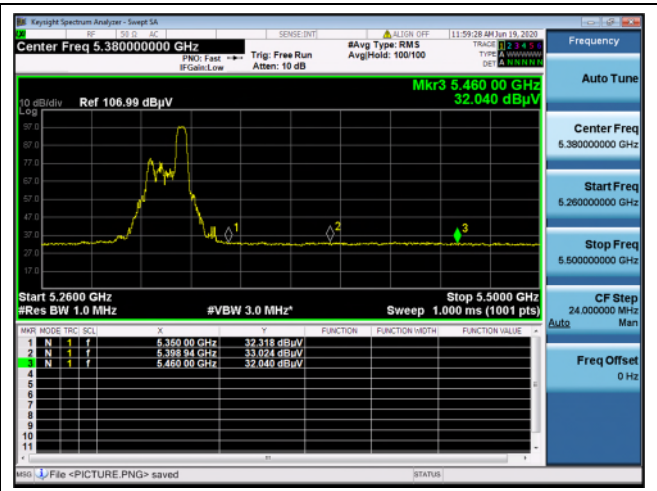 Keysight Spectrum Analyzer - Swept SA
RF 50 Ω AC SENSE:INT ALIGN OFF 11:59:28 AM Jun 19, 2020
Center Freq 5.380000000 GHz #Avg Type: RMS TRACE 1 2 3 4 5 6
PNO: Fast Trig: Free Run Avg|Hold: 100/100 TYPE A WWWWW
IFGain:Low Atten: 10 dB DET A N N N N N
Frequency
Auto Tune
Mkr3 5.460 00 GHz
10 dB/div Ref 106.99 dBµV 32.040 dBµV
Log
97.0
87.0
77.0
67.0
57.0
47.0
37.0
27.0
17.0
1
2
3
Center Freq
5.380000000 GHz
Start Freq
5.260000000 GHz
Stop Freq
5.500000000 GHz
Start 5.2600 GHz Stop 5.5000 GHz
#Res BW 1.0 MHz #VBW 3.0 MHz* Sweep 1.000 ms (1001 pts)
CF Step
24.000000 MHz
Auto Man
MKR MODE TRC SCL X Y FUNCTION FUNCTION WIDTH FUNCTION VALUE
1 N 1 f 5.350 00 GHz 32.318 dBµV
2 N 1 f 5.398 94 GHz 33.024 dBµV
3 N 1 f 5.460 00 GHz 32.040 dBµV
4
5
6
7
8
9
10
11
Freq Offset
0 Hz
MSG File <PICTURE.PNG> saved STATUS